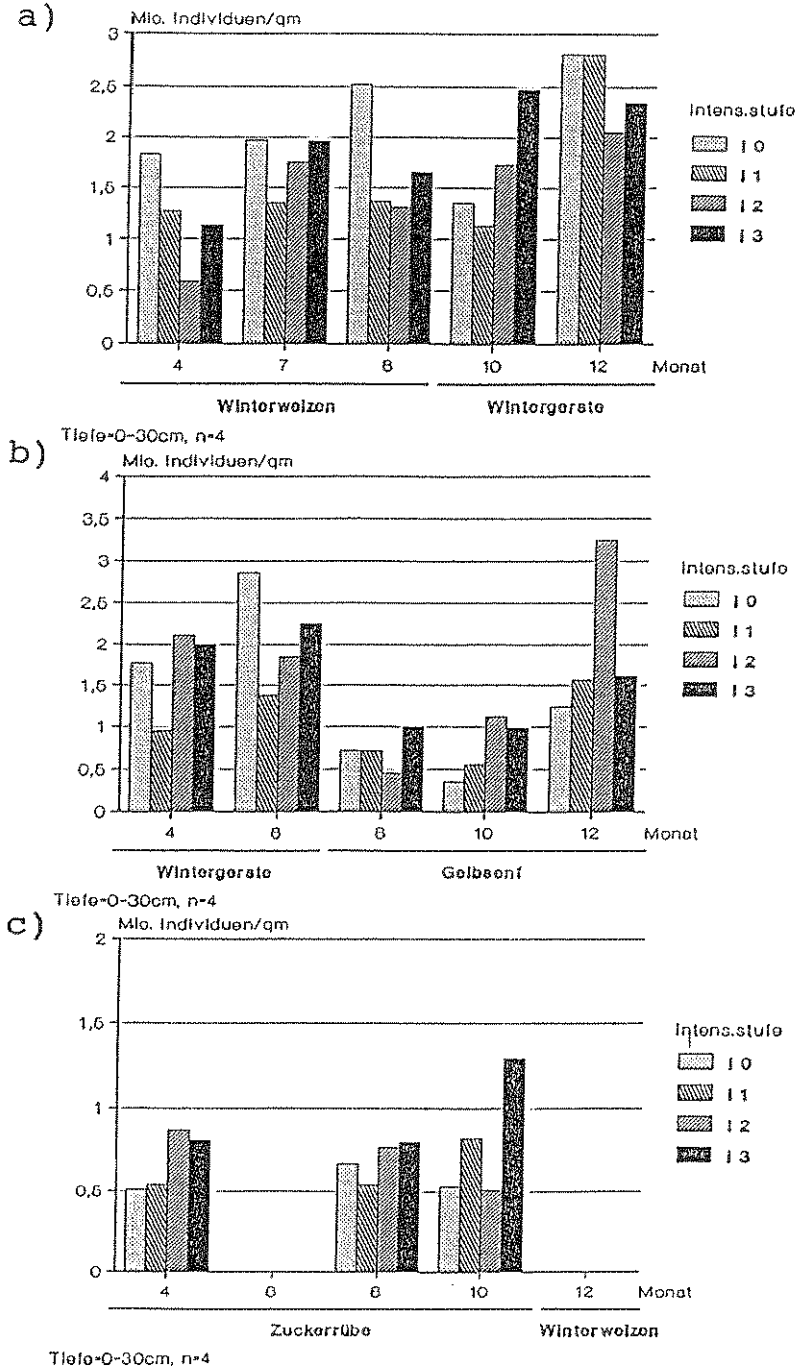 a)
Mio. Individuen/qm
3
2,5
2
1,5
1
0,5
0
4 7 8 10 12 Monat
Winterweizen Wintergerste
Intens.stufe
I 0
I 1
I 2
I 3
Tiefe=0-30cm, n=4
b)
Mio. Individuen/qm
4
3,5
3
2,5
2
1,5
1
0,5
0
4 6 8 10 12 Monat
Wintergerste Gelbsenf
Intens.stufe
I 0
I 1
I 2
I 3
Tiefe=0-30cm, n=4
c)
Mio. Individuen/qm
2
1,5
1
0,5
0
4 6 8 10 12 Monat
Zuckerrübe Winterweizen
Intens.stufe
I 0
I 1
I 2
I 3
Tiefe=0-30cm, n=4